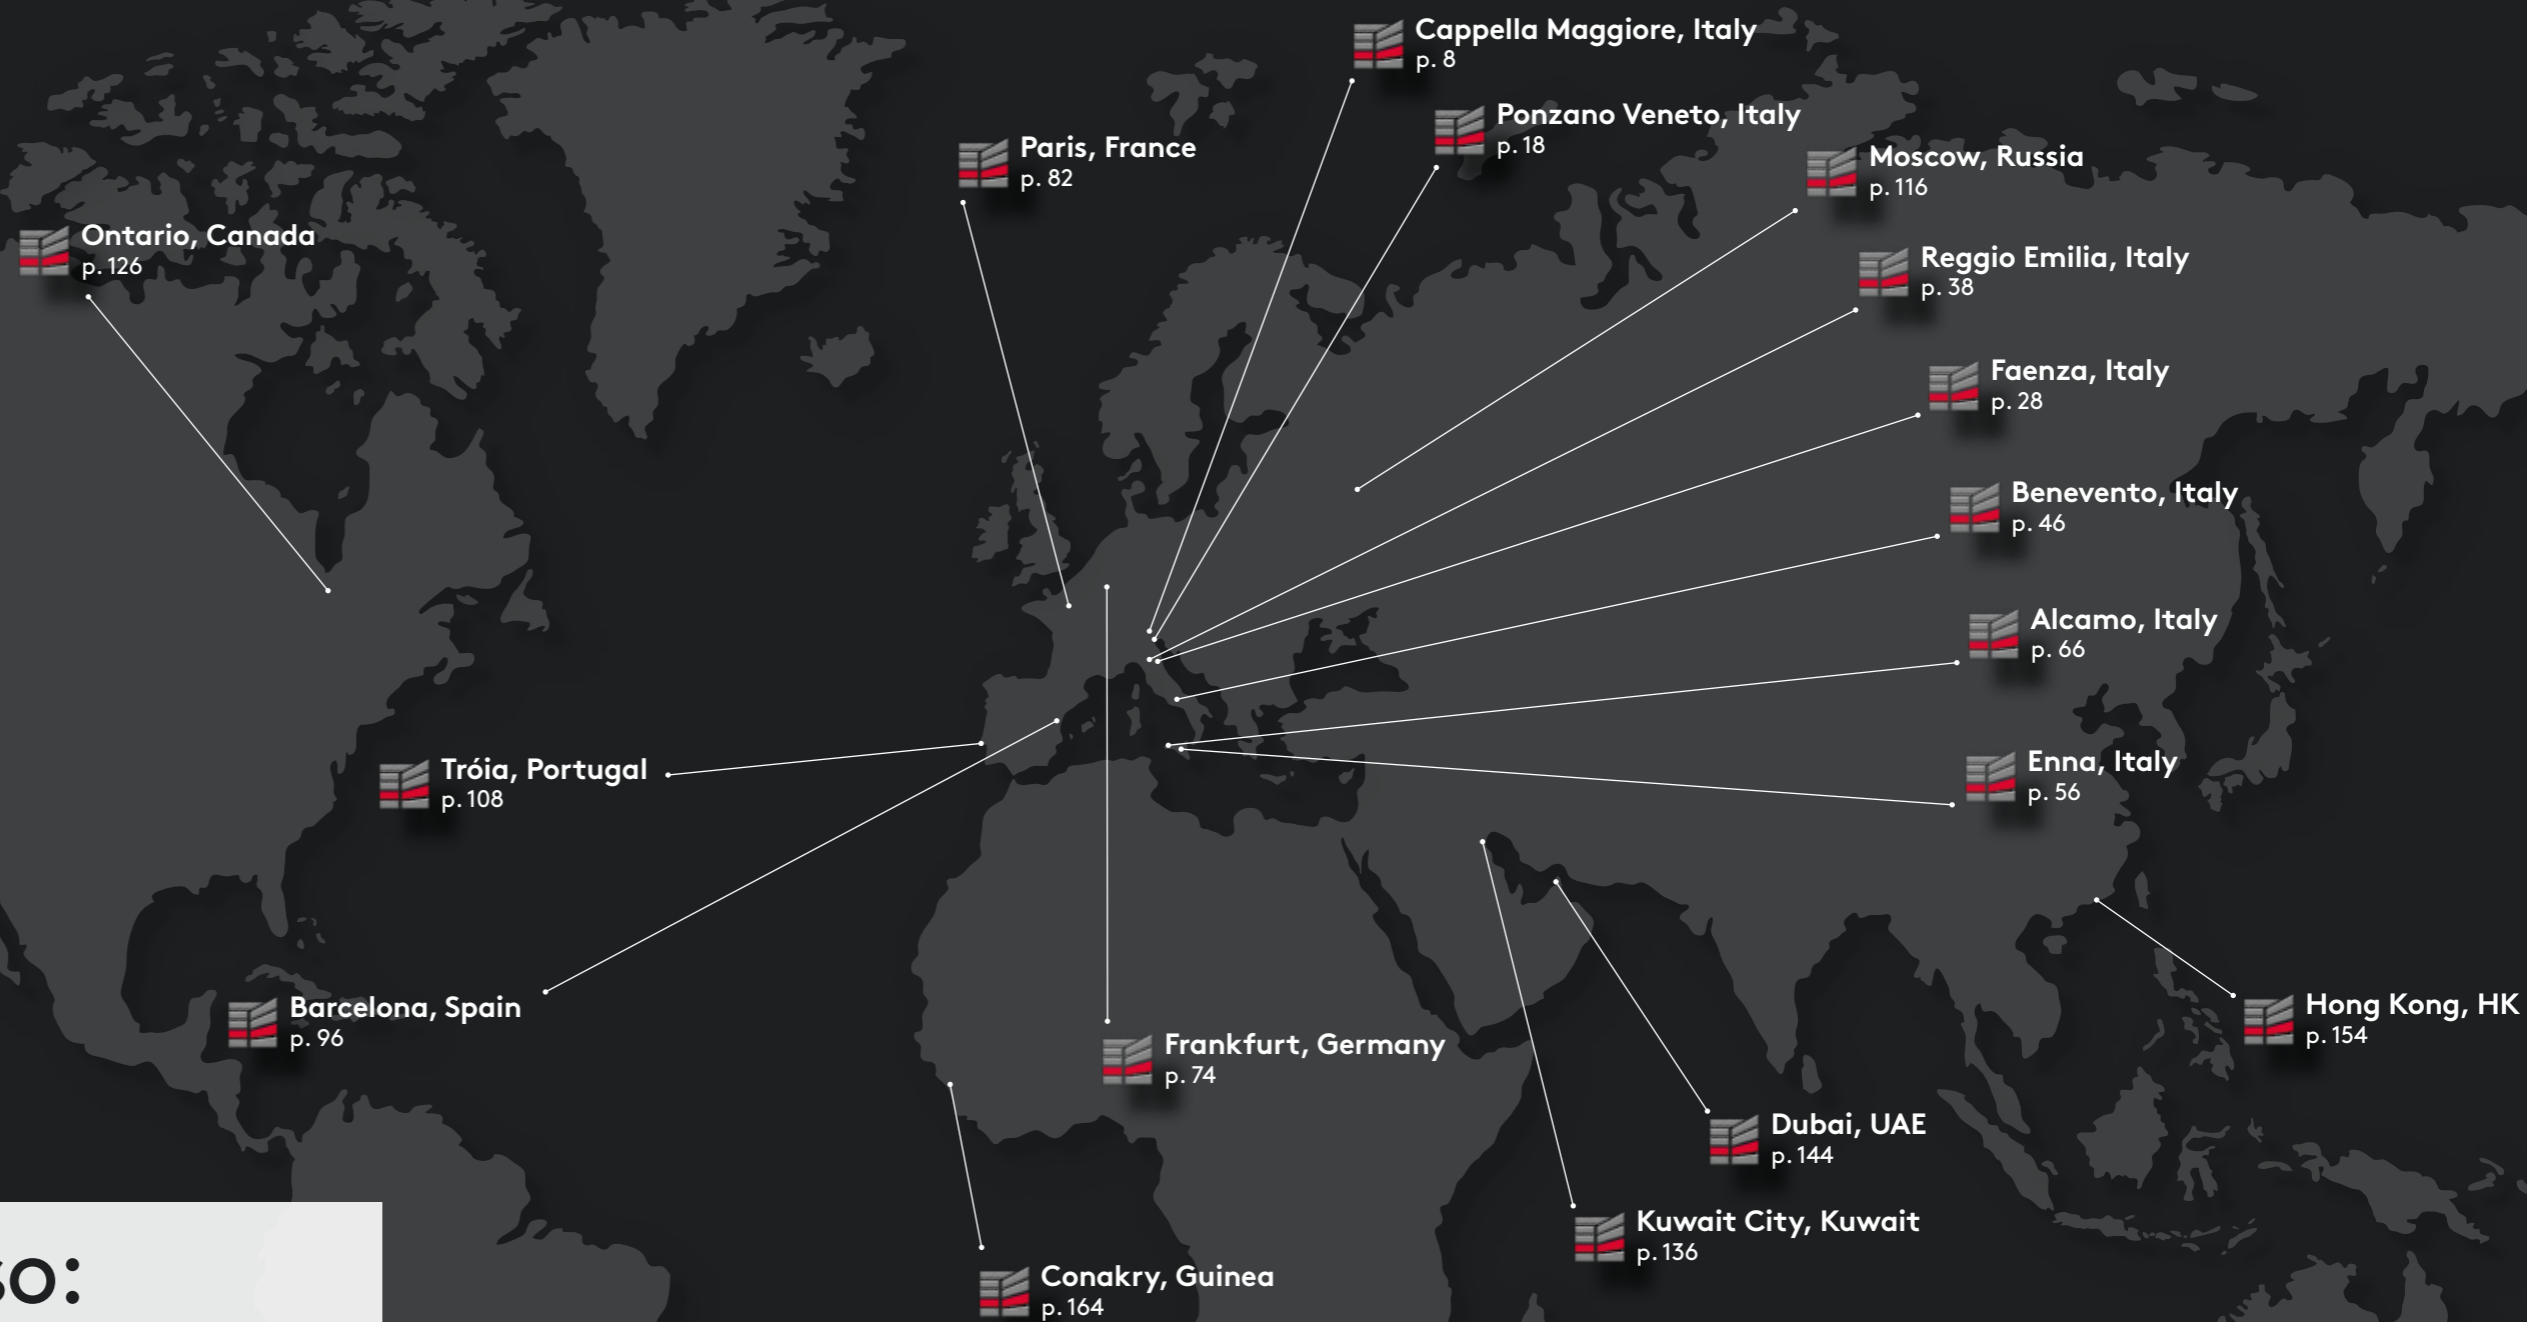 Cappella Maggiore, Italy
p. 8
Ponzano Veneto, Italy
p. 18
Paris, France
p. 82
Moscow, Russia
p. 116
Ontario, Canada
p. 126
Reggio Emilia, Italy
p. 38
Faenza, Italy
p. 28
Benevento, Italy
p. 46
Alcamo, Italy
p. 66
Enna, Italy
p. 56
Tróia, Portugal
p. 108
Barcelona, Spain
p. 96
Hong Kong, HK
p. 154
Frankfurt, Germany
p. 74
Dubai, UAE
p. 144
Kuwait City, Kuwait
p. 136
Conakry, Guinea
p. 164
so: